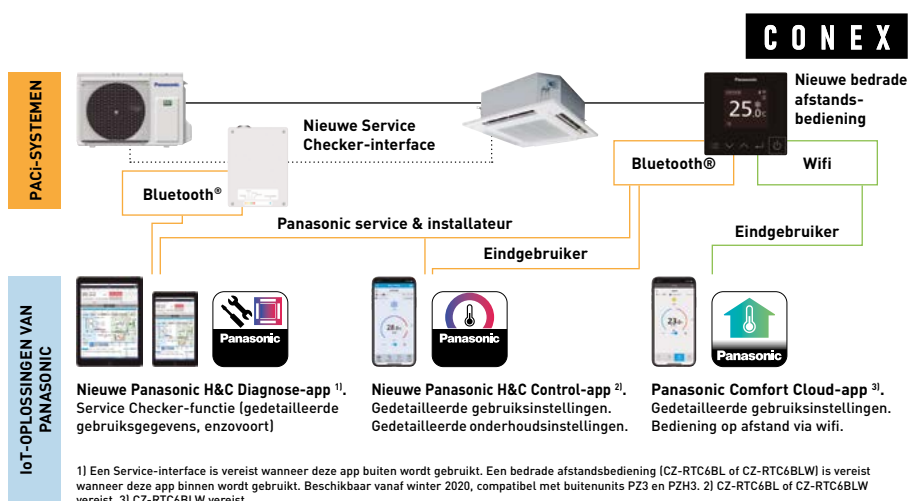 CONEX
PACi-SYSTEMEN
Panasonic
Panasonic
25.0c
Nieuwe bedrade
afstands-
bediening
Nieuwe Service
Checker-interface
Bluetooth®
Bluetooth®
Wifi
Panasonic service & installateur
Eindgebruiker
Eindgebruiker
IoT-OPLOSSINGEN VAN
PANASONIC
Panasonic
Panasonic
Panasonic
Nieuwe Panasonic H&C Diagnose-app 1).
Service Checker-functie (gedetailleerde
gebruiksgegevens, enzovoort)
Nieuwe Panasonic H&C Control-app 2).
Gedetailleerde gebruiksinstellingen.
Gedetailleerde onderhoudsinstellingen.
Panasonic Comfort Cloud-app 3).
Gedetailleerde gebruiksinstellingen.
Bediening op afstand via wifi.
1) Een Service-interface is vereist wanneer deze app buiten wordt gebruikt. Een bedrade afstandsbediening (CZ-RTC6BL of CZ-RTC6BLW) is vereist
wanneer deze app binnen wordt gebruikt. Beschikbaar vanaf winter 2020, compatibel met buitenunits PZ3 en PZH3. 2) CZ-RTC6BL of CZ-RTC6BLW
vereist. 3) CZ-RTC6BLW vereist.